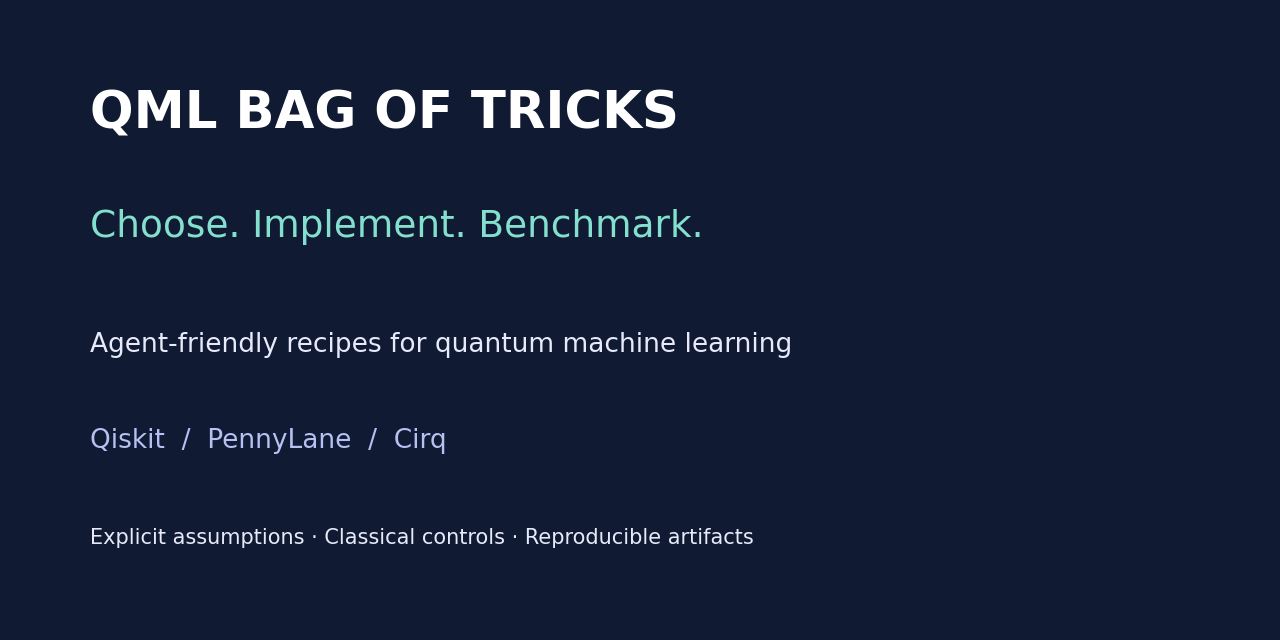 QML BAG OF TRICKS
Choose. Implement. Benchmark.
Agent-friendly recipes for quantum machine learning
Qiskit / PennyLane / Cirq
Explicit assumptions · Classical controls · Reproducible artifacts